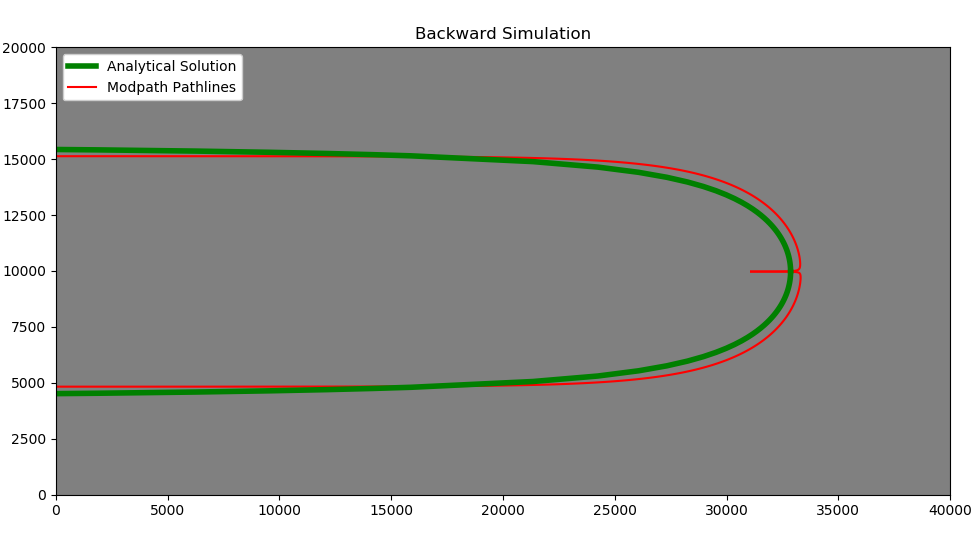 Backward Simulation
Analytical Solution
Modpath Pathlines
20000
17500
15000
12500
10000
7500
5000
2500
0
0 5000 10000 15000 20000 25000 30000 35000 40000